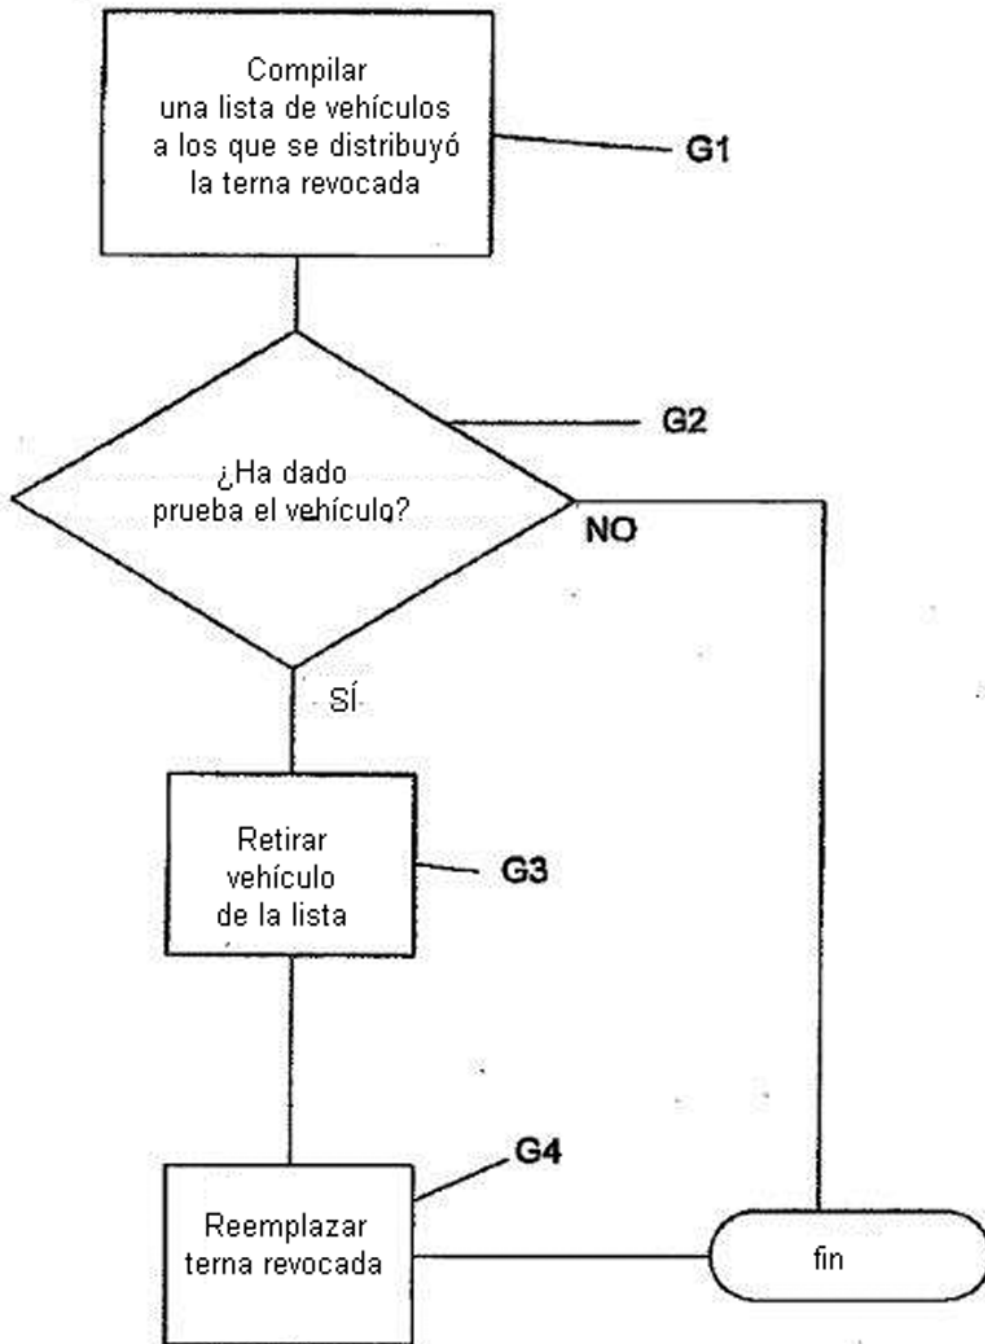 Compilar
una lista de vehículos
a los que se distribuyó
la terna revocada
G1
G2
¿Ha dado
prueba el vehículo?
NO
SÍ
Retirar
vehículo
de la lista
G3
G4
Reemplazar
terna revocada
fin